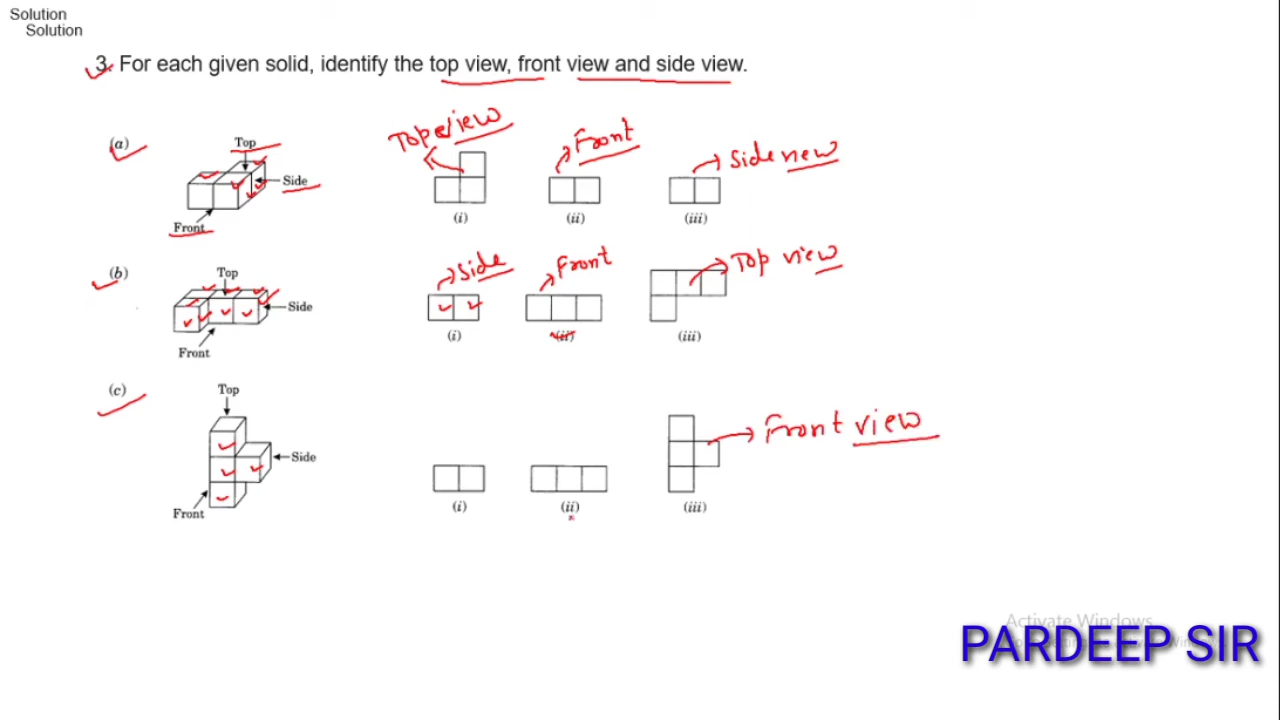 Solution
Solution
3. For each given solid, identify the top view, front view and side view.
(a)
Top
Side
Front
Top view
Front
Side view
(i)
(ii)
(iii)
(b)
Top
Side
Front
Side
Front
Top view
(i)
(ii)
(iii)
(c)
Top
Side
Front
Front view
(i)
(ii)
(iii)
Activate Windows
PARDEEP SIR